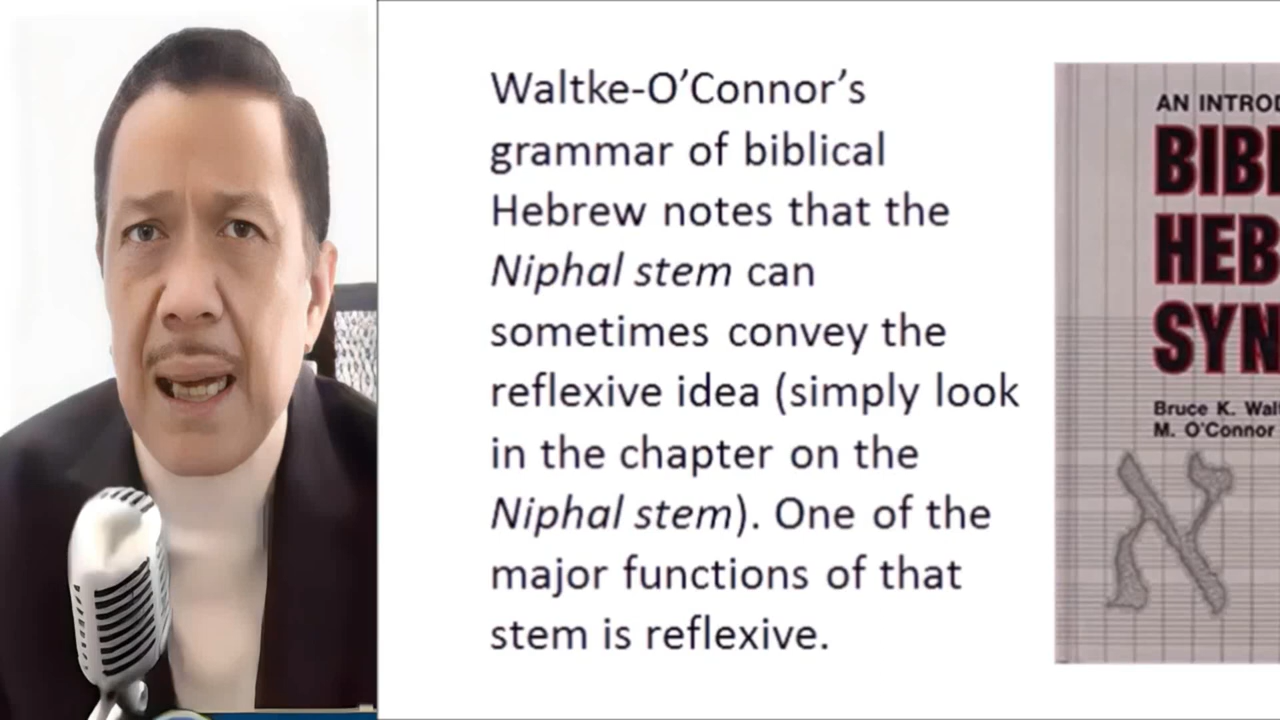 Waltke-O’Connor’s
grammar of biblical
Hebrew notes that the
Niphal stem can
sometimes convey the
reflexive idea (simply look
in the chapter on the
Niphal stem). One of the
major functions of that
stem is reflexive.
AN INTROD
BIBL
HEB
SYN
Bruce K. Walt
M. O'Connor
א